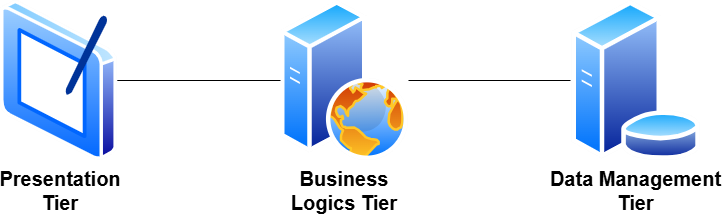 Presentation
Tier
Business
Logics Tier
Data Management
Tier